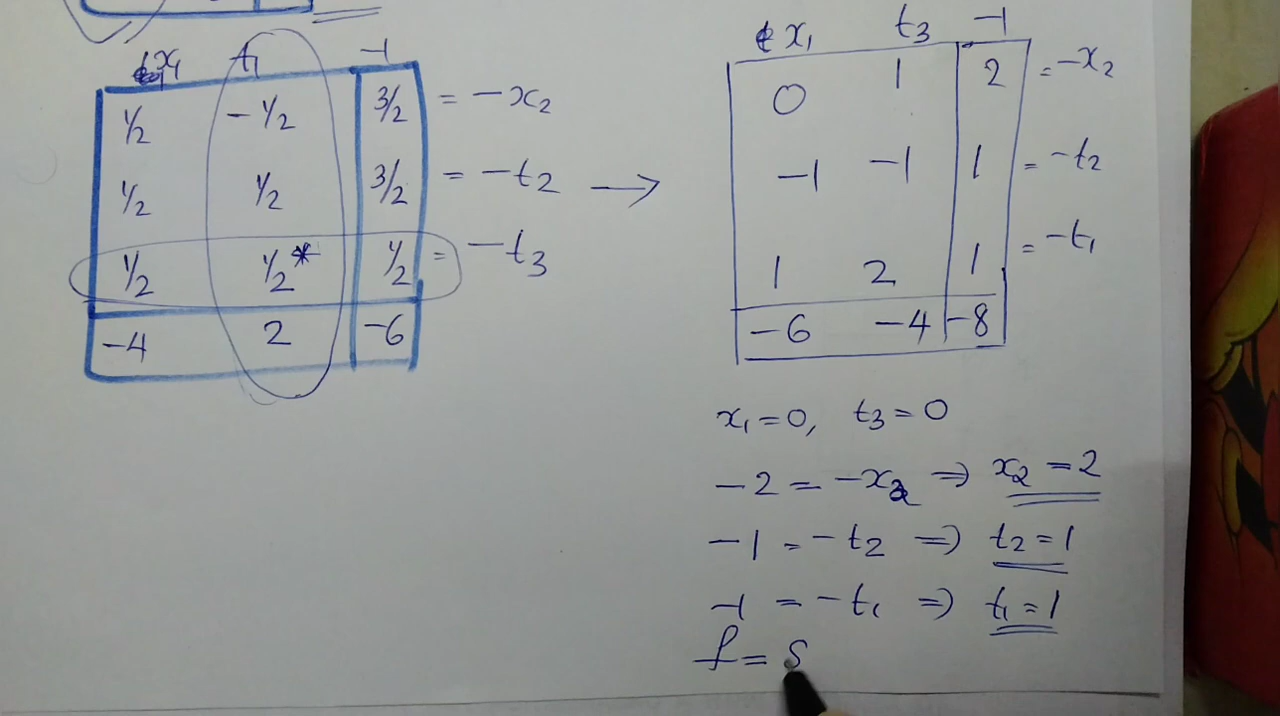 x₁ t₁ -1
½ -½ 3/2 = -x₂
½ ½ 3/2 = -t₂ →
½ ½* ½ = -t₃
-4 2 -6
x₁ t₃ -1
0 1 2 = -x₂
-1 -1 1 = -t₂
1 2 1 = -t₁
-6 -4 -8
x₁ = 0, t₃ = 0
-2 = -x₂ ⇒ x₂ = 2
-1 = -t₂ ⇒ t₂ = 1
-1 = -t₁ ⇒ t₁ = 1
f =